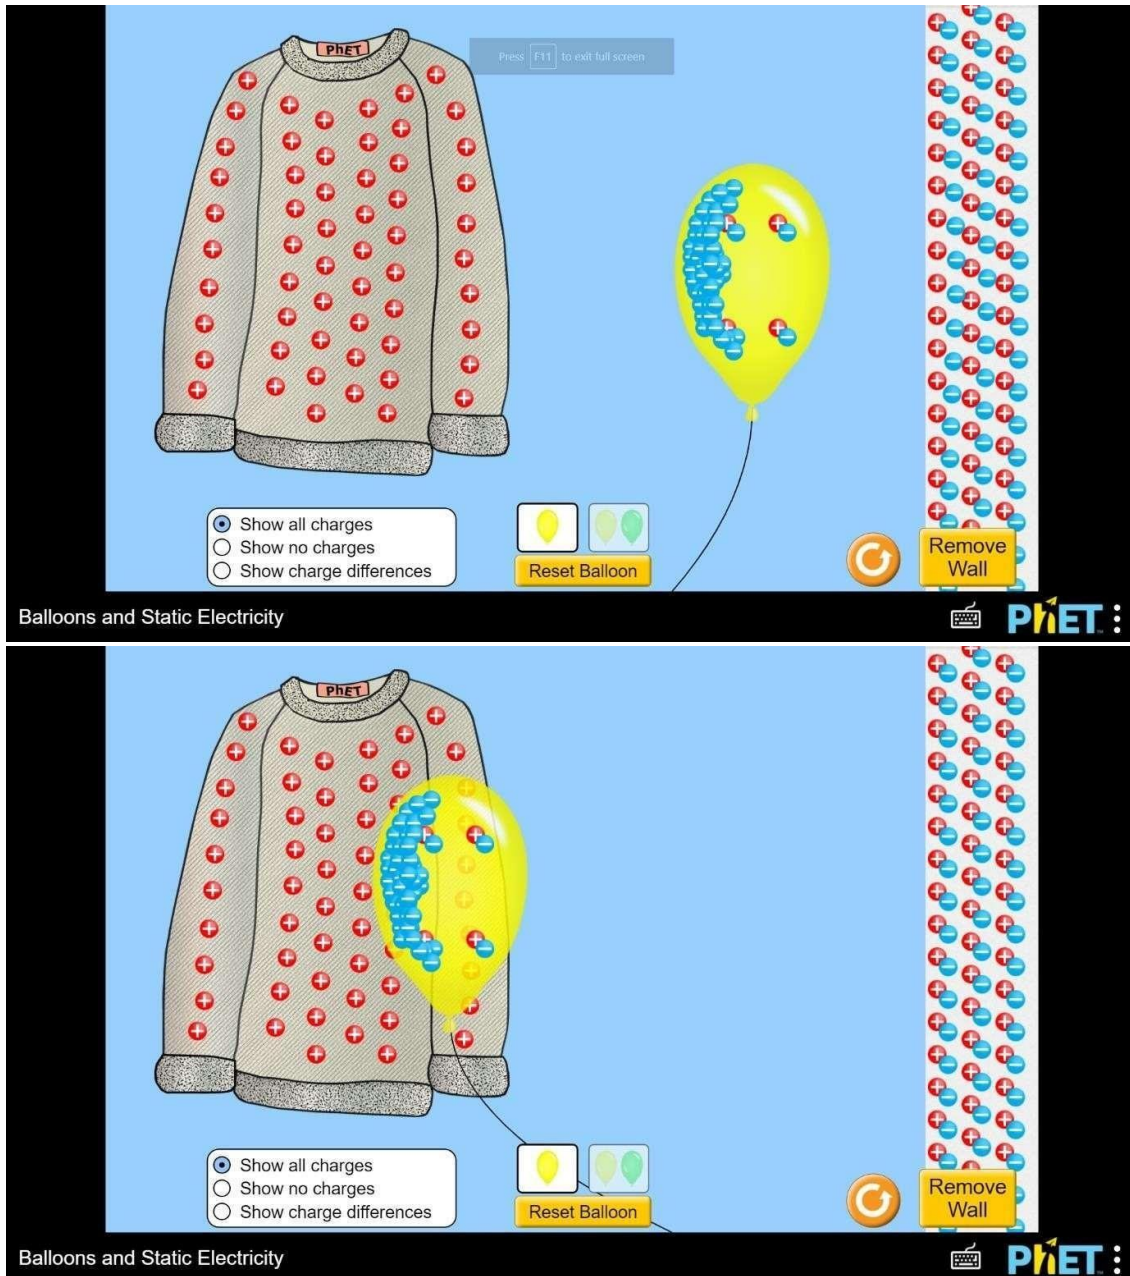 PhET
Press F11 to exit full screen
Show all charges
Show no charges
Show charge differences
Reset Balloon
Remove
Wall
Balloons and Static Electricity
PhET
PhET
Show all charges
Show no charges
Show charge differences
Reset Balloon
Remove
Wall
Balloons and Static Electricity
PhET